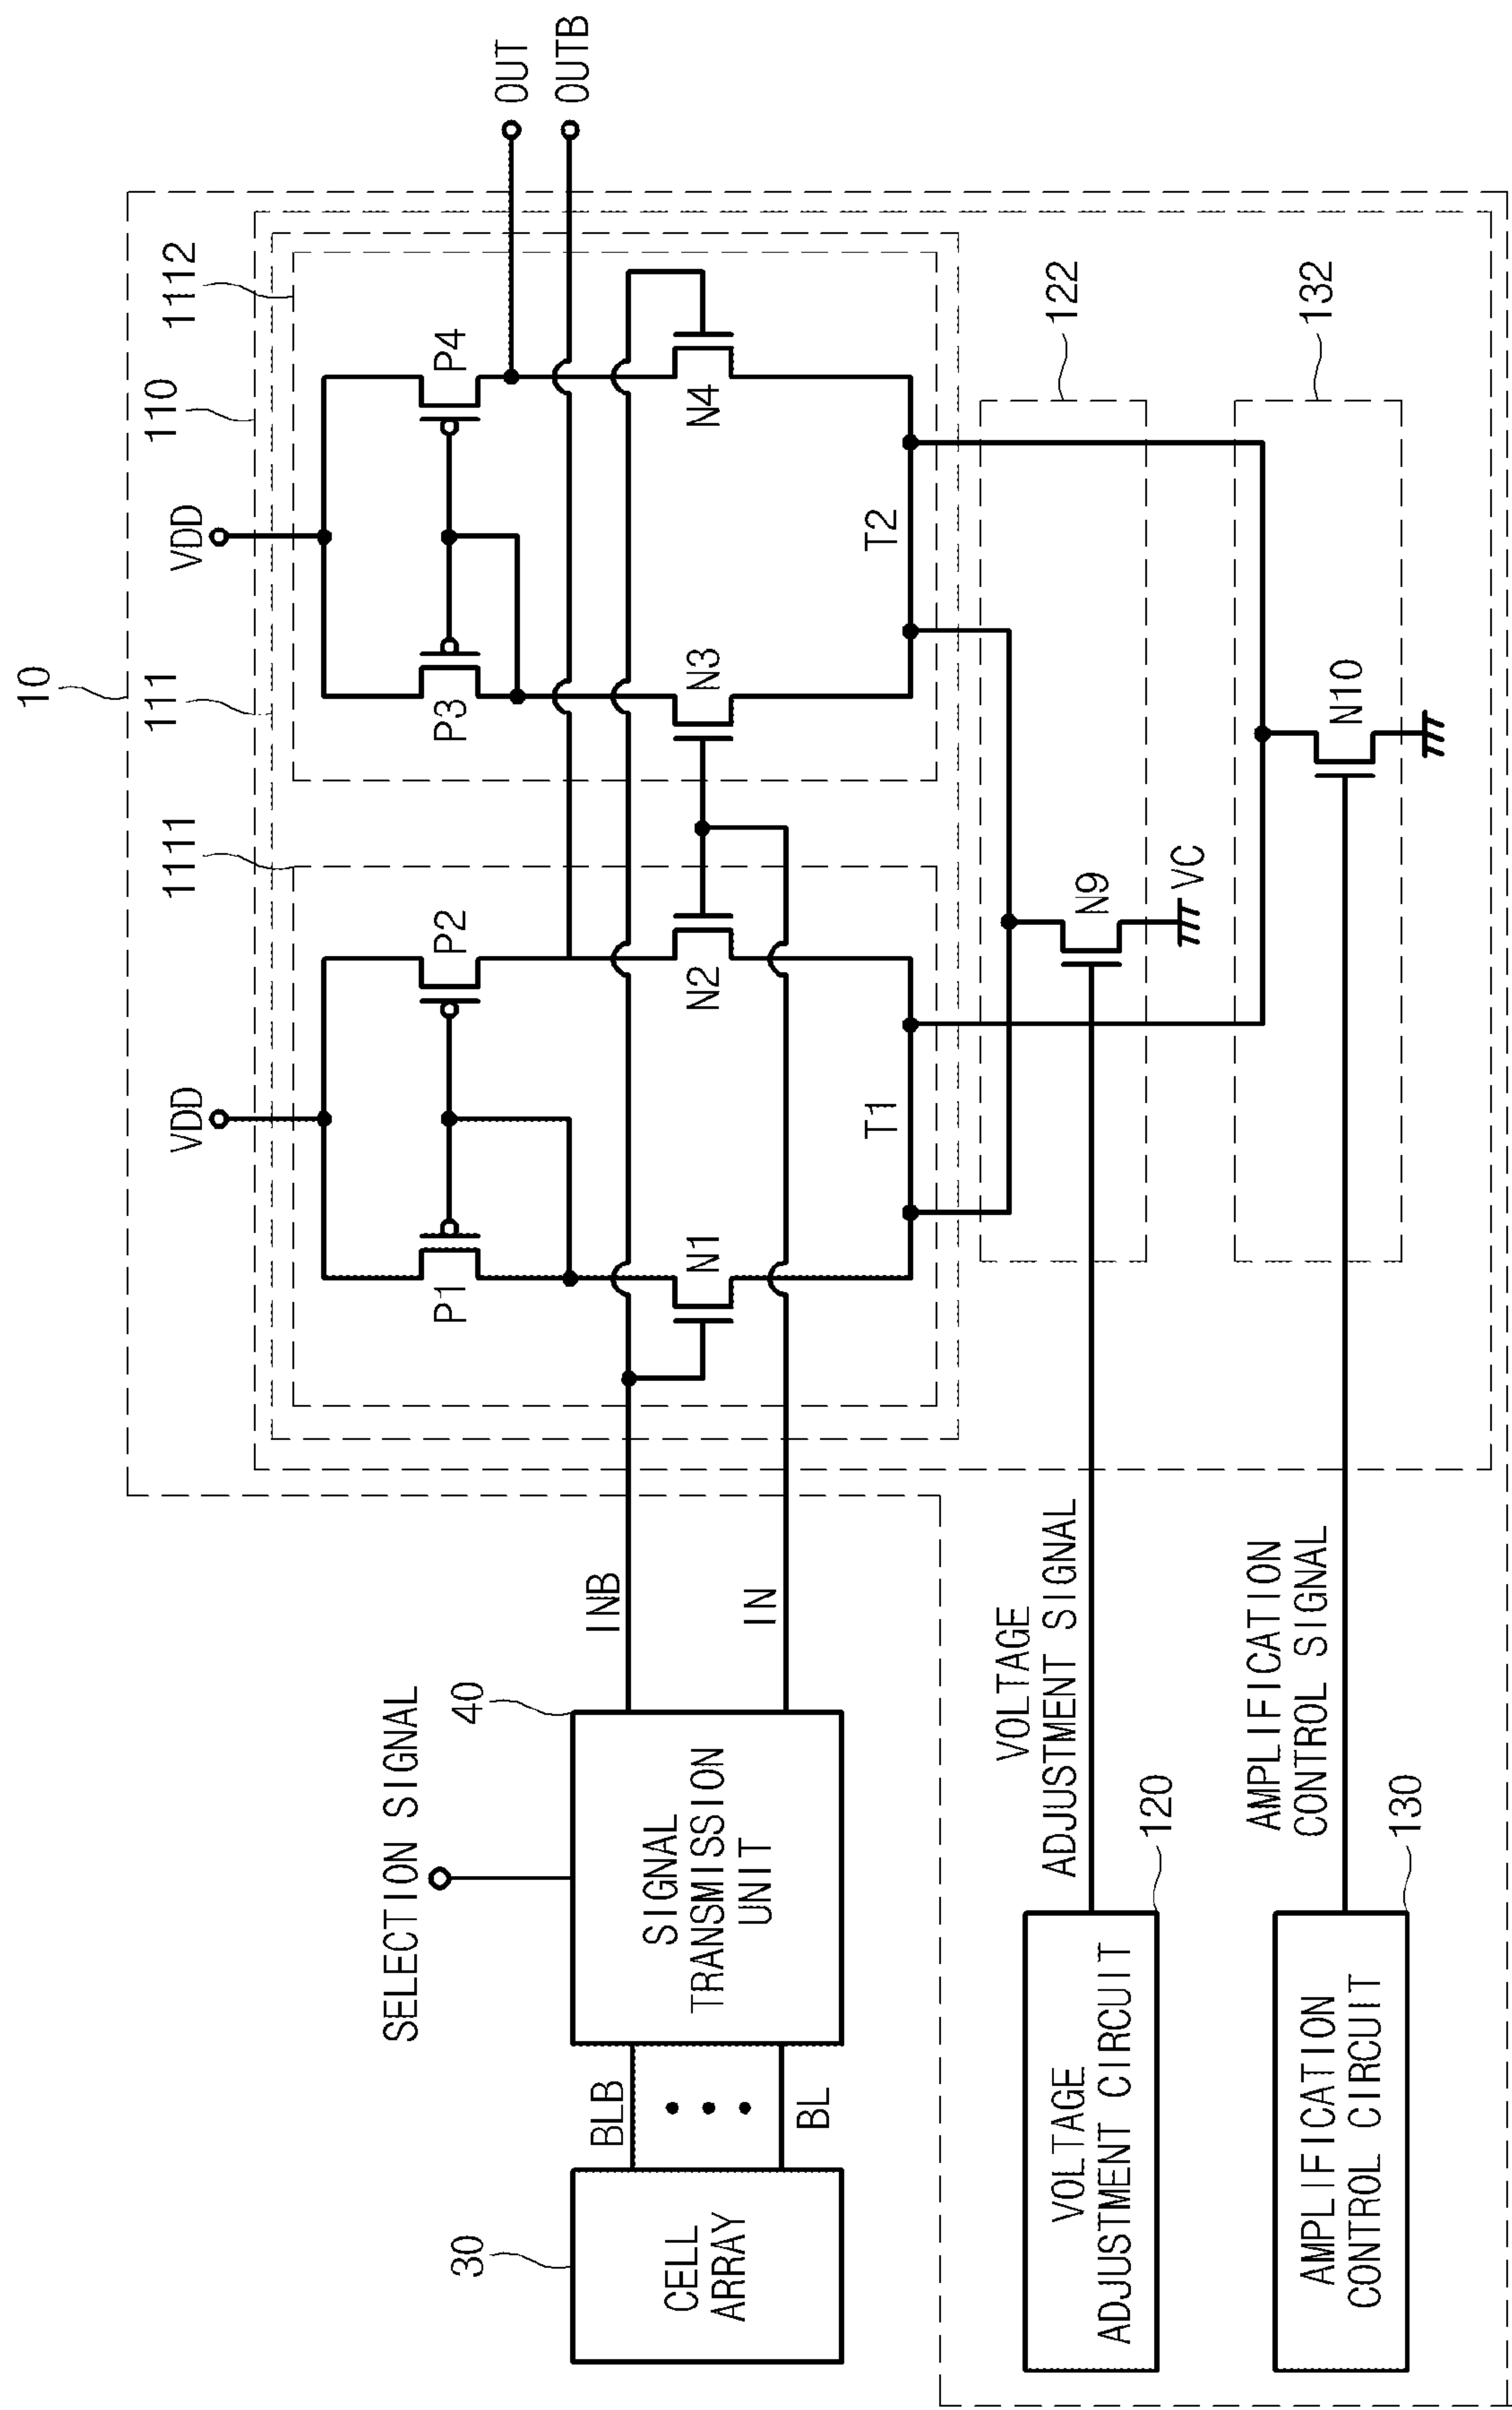 10
1111
111
110
1112
VDD
VDD
OUT
OUTB
P1
P2
P3
P4
SELECTION SIGNAL
30
CELL
ARRAY
BLB
BL
40
SIGNAL
TRANSMISSION
UNIT
INB
IN
N1
N2
N3
N4
T1
T2
122
VOLTAGE
ADJUSTMENT CIRCUIT
120
VOLTAGE
ADJUSTMENT SIGNAL
N9
VC
132
AMPLIFICATION
CONTROL CIRCUIT
130
AMPLIFICATION
CONTROL SIGNAL
N10